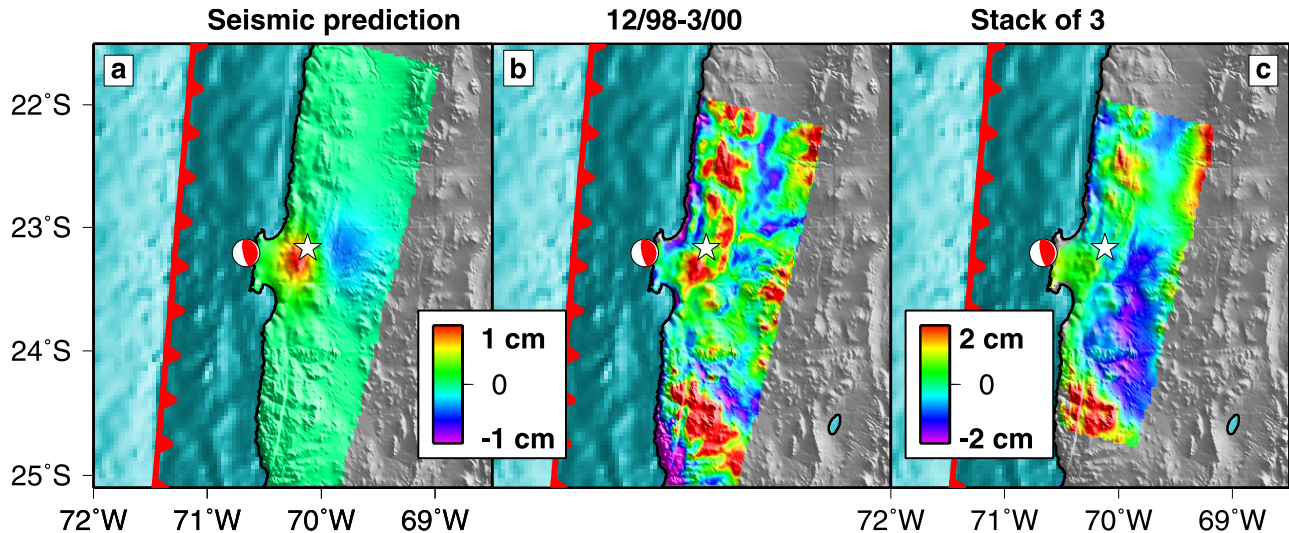 Seismic prediction
12/98-3/00
Stack of 3
a
b
c
22˚S
23˚S
24˚S
25˚S
1 cm
0
-1 cm
2 cm
0
-2 cm
72˚W
71˚W
70˚W
69˚W
72˚W
71˚W
70˚W
69˚W